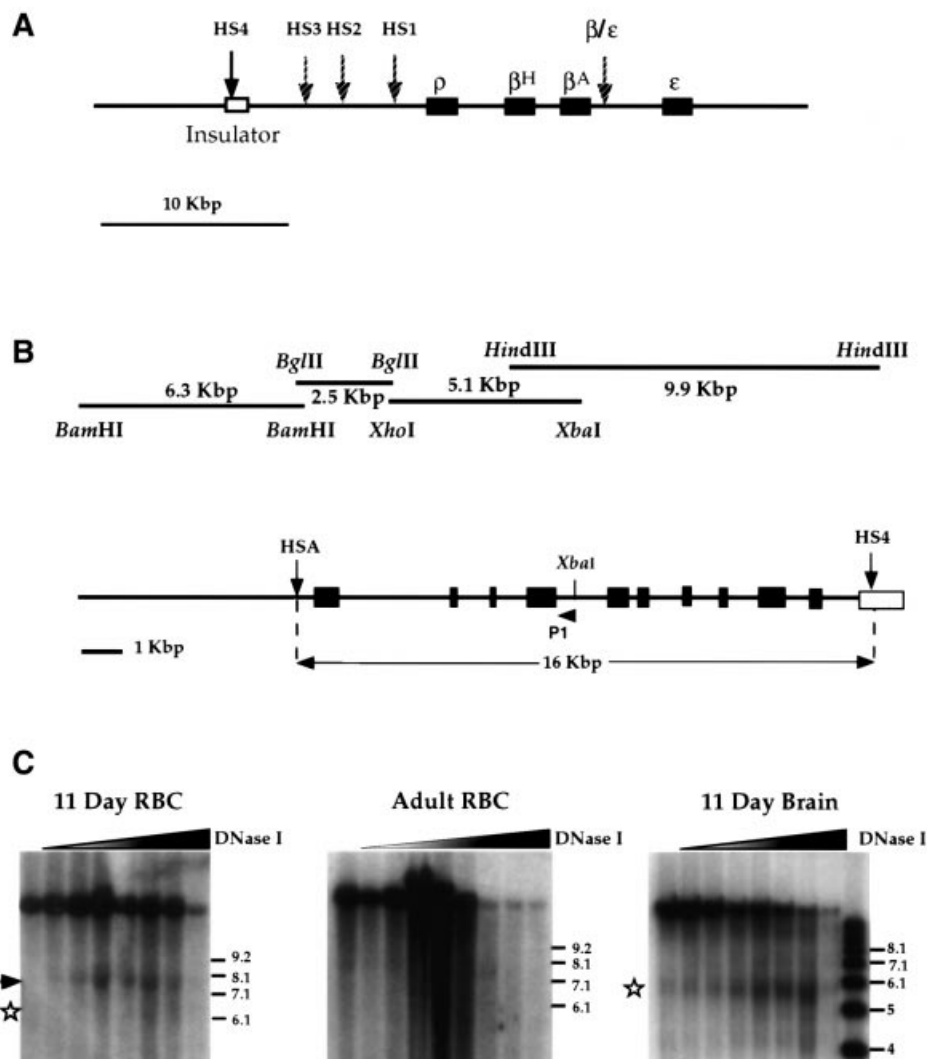 A
HS4 HS3 HS2 HS1 β/ε
ρ βH βA ε
Insulator
10 Kbp
B
BglII BglII HindIII HindIII
6.3 Kbp 2.5 Kbp 5.1 Kbp 9.9 Kbp
BamHI BamHI XhoI XbaI
HSA XbaI HS4
P1
1 Kbp
16 Kbp
C
11 Day RBC Adult RBC 11 Day Brain
DNase I DNase I DNase I
9.2 9.2 8.1
8.1 8.1 7.1
7.1 7.1 6.1
6.1 6.1 5
4